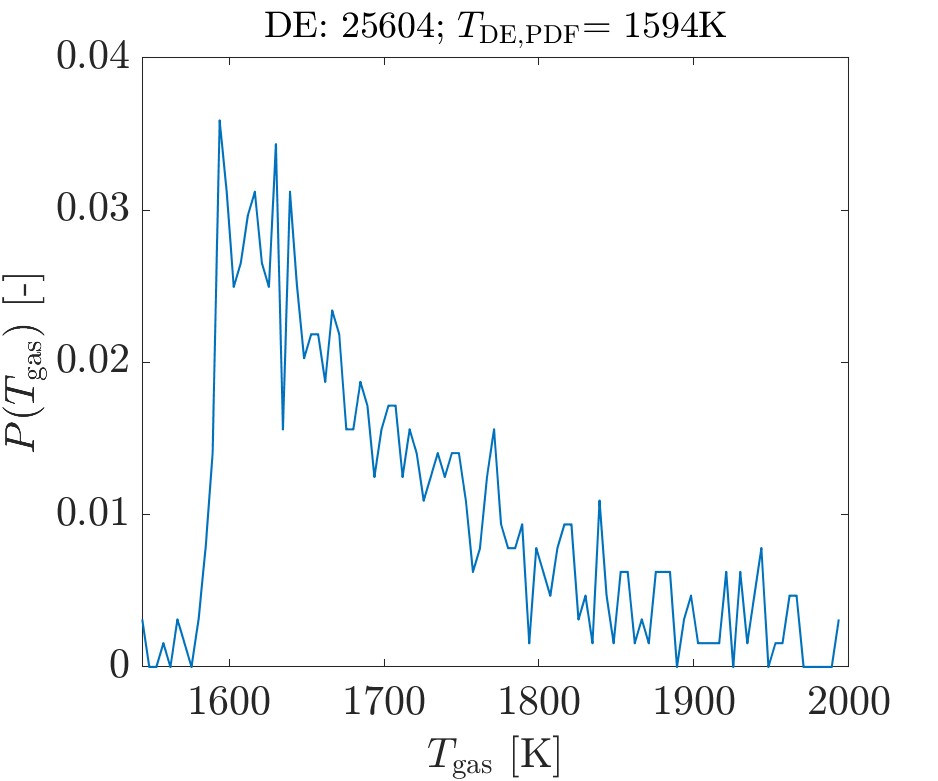 DE: 25604; T_DE,PDF= 1594K
0.04
0.03
0.02
0.01
0
P(T_gas) [-]
1600 1700 1800 1900 2000
T_gas [K]